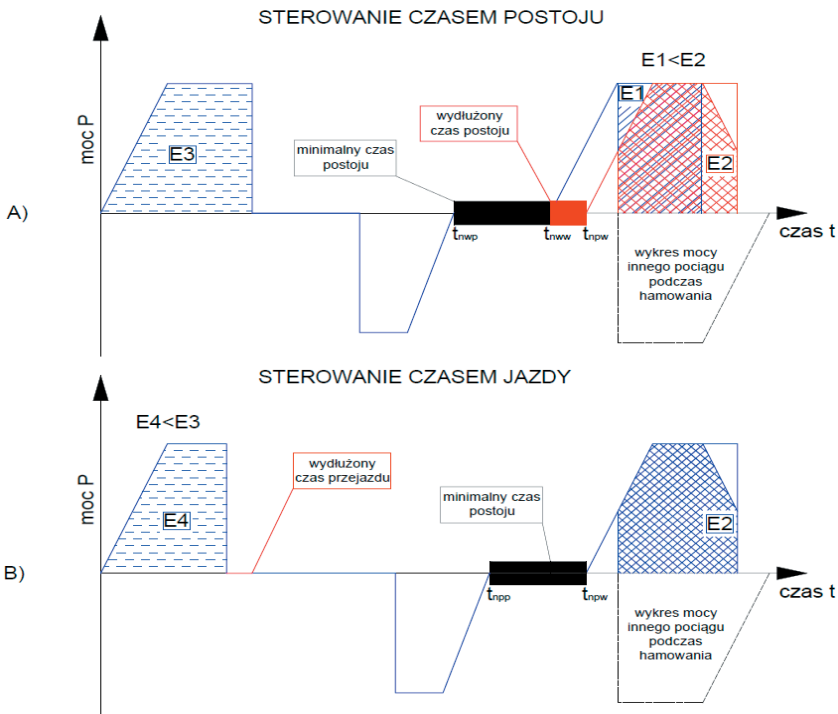 STEROWANIE CZASEM POSTOJU
E1<E2
moc P
E3
minimalny czas
postoju
wydłużony
czas postoju
E1
E2
A)
tnwp
tnww
tnpw
czas t
wykres mocy
innego pociągu
podczas
hamowania
STEROWANIE CZASEM JAZDY
E4<E3
moc P
E4
wydłużony
czas przejazdu
minimalny czas
postoju
E2
B)
tnpp
tnpw
czas t
wykres mocy
innego pociągu
podczas
hamowania